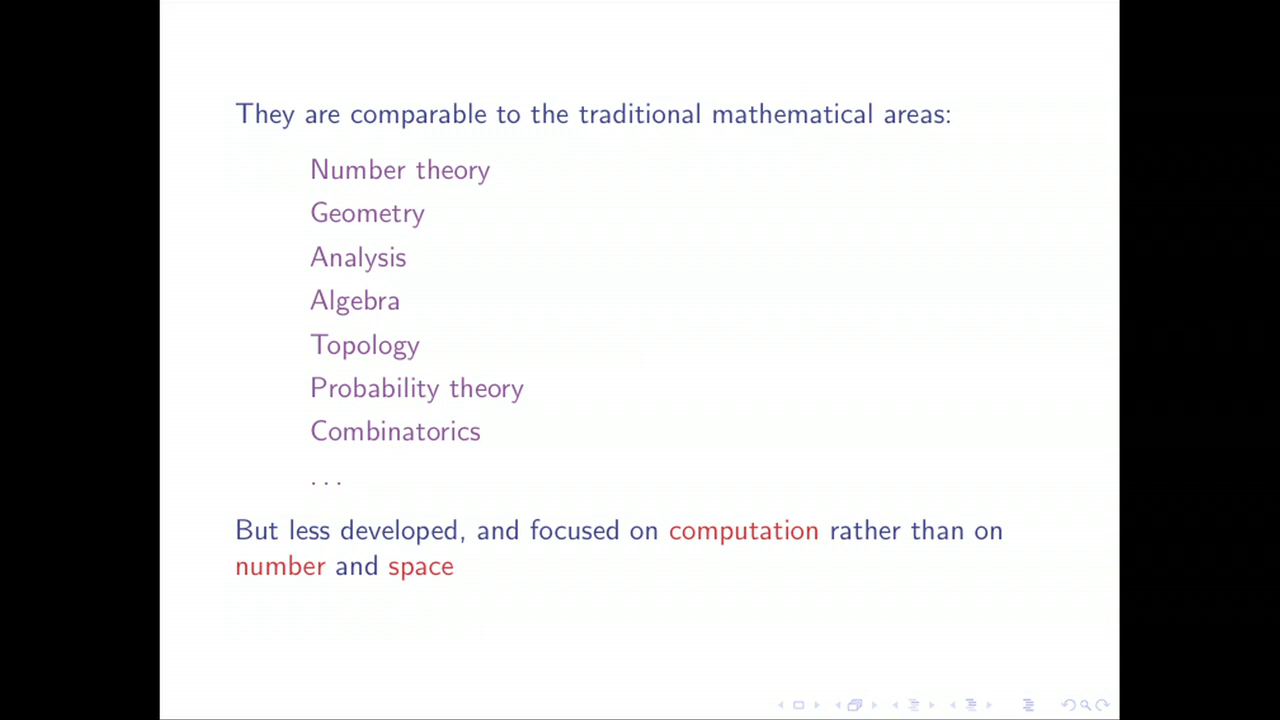 They are comparable to the traditional mathematical areas:
Number theory
Geometry
Analysis
Algebra
Topology
Probability theory
Combinatorics
. . .
But less developed, and focused on computation rather than on
number and space